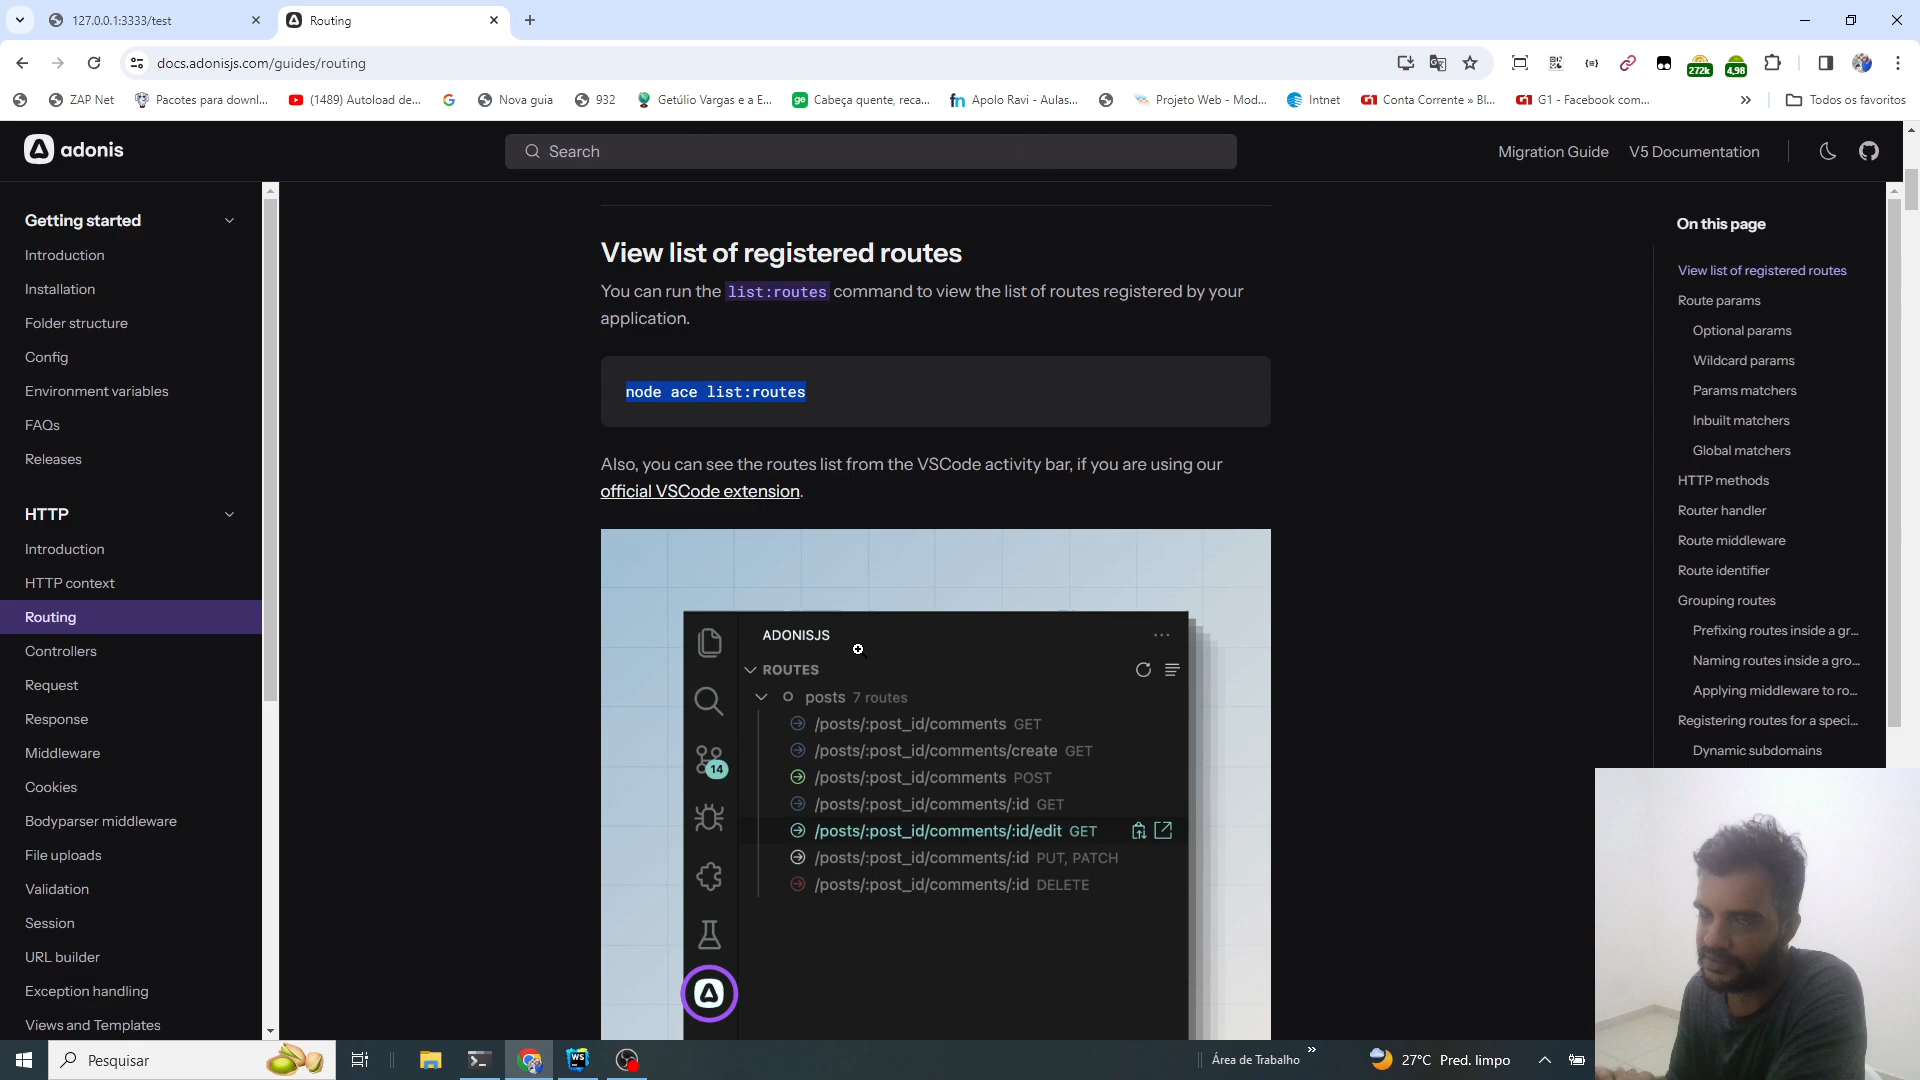 127.0.0.1:3333/test
Routing
docs.adonisjs.com/guides/routing
272k
4,98
ZAP Net
Pacotes para downl...
(1489) Autoload de...
Nova guia
932
Getúlio Vargas e a E...
Cabeça quente, reca...
Apolo Ravi - Aulas...
Projeto Web - Mod...
Intnet
Conta Corrente » Bl...
G1 - Facebook com...
Todos os favoritos
adonis
Search
Migration Guide
V5 Documentation
Getting started
Introduction
Installation
Folder structure
Config
Environment variables
FAQs
Releases
HTTP
Introduction
HTTP context
Routing
Controllers
Request
Response
Middleware
Cookies
Bodyparser middleware
File uploads
Validation
Session
URL builder
Exception handling
Views and Templates
View list of registered routes
You can run the list:routes command to view the list of routes registered by your
application.
node ace list:routes
Also, you can see the routes list from the VSCode activity bar, if you are using our
official VSCode extension.
ADONISJS
ROUTES
posts 7 routes
/posts/:post_id/comments GET
/posts/:post_id/comments/create GET
/posts/:post_id/comments POST
/posts/:post_id/comments/:id GET
/posts/:post_id/comments/:id/edit GET
/posts/:post_id/comments/:id PUT, PATCH
/posts/:post_id/comments/:id DELETE
14
On this page
View list of registered routes
Route params
Optional params
Wildcard params
Params matchers
Inbuilt matchers
Global matchers
HTTP methods
Router handler
Route middleware
Route identifier
Grouping routes
Prefixing routes inside a gr...
Naming routes inside a gro...
Applying middleware to ro...
Registering routes for a speci...
Dynamic subdomains
Pesquisar
WS
Área de Trabalho
27°C Pred. limpo